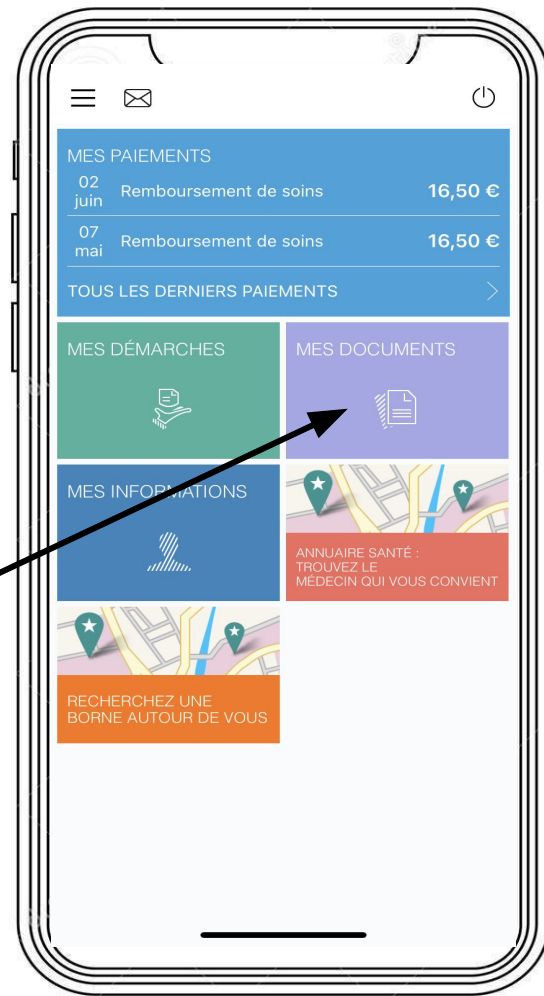 MES PAIEMENTS
02
juin
Remboursement de soins
16,50 €
07
mai
Remboursement de soins
16,50 €
TOUS LES DERNIERS PAIEMENTS
MES DÉMARCHES
MES DOCUMENTS
MES INFORMATIONS
ANNUAIRE SANTÉ :
TROUVEZ LE
MÉDECIN QUI VOUS CONVIENT
RECHERCHEZ UNE
BORNE AUTOUR DE VOUS